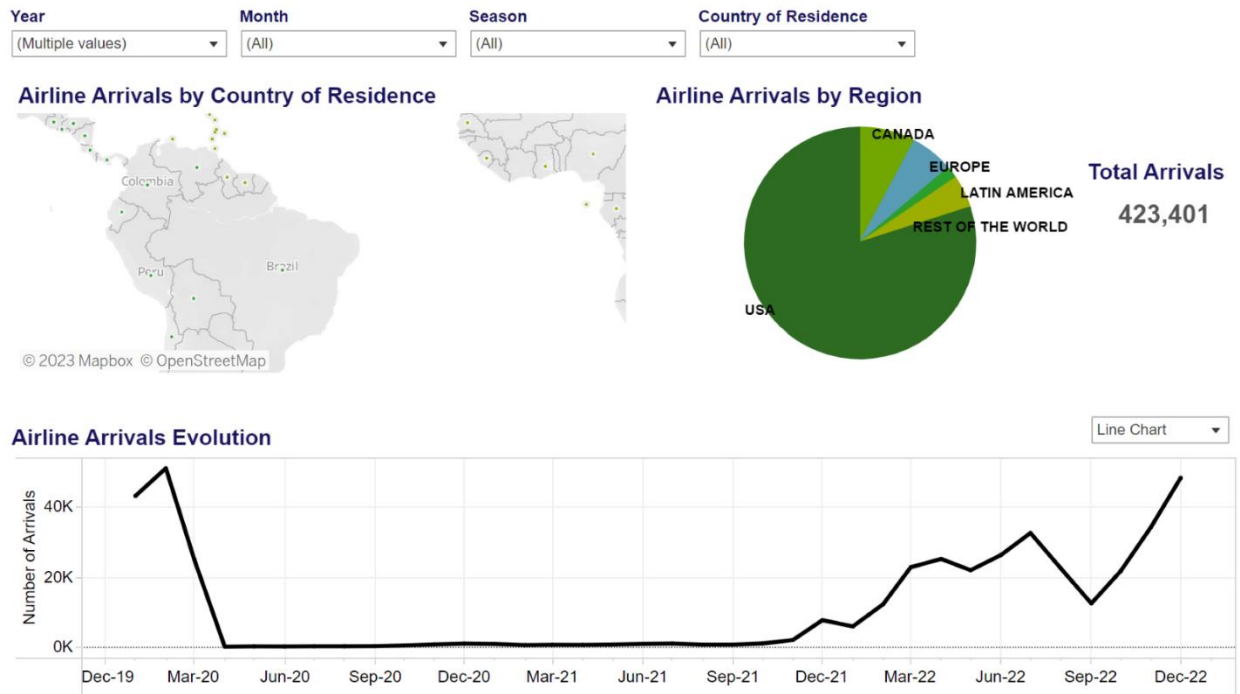 Year Month Season Country of Residence
(Multiple values) (All) (All) (All)
Airline Arrivals by Country of Residence
Colombia
Peru
Brazil
© 2023 Mapbox © OpenStreetMap
Airline Arrivals by Region
CANADA
EUROPE
LATIN AMERICA
REST OF THE WORLD
USA
Total Arrivals
423,401
Airline Arrivals Evolution
Line Chart
Number of Arrivals
40K
20K
0K
Dec-19 Mar-20 Jun-20 Sep-20 Dec-20 Mar-21 Jun-21 Sep-21 Dec-21 Mar-22 Jun-22 Sep-22 Dec-22